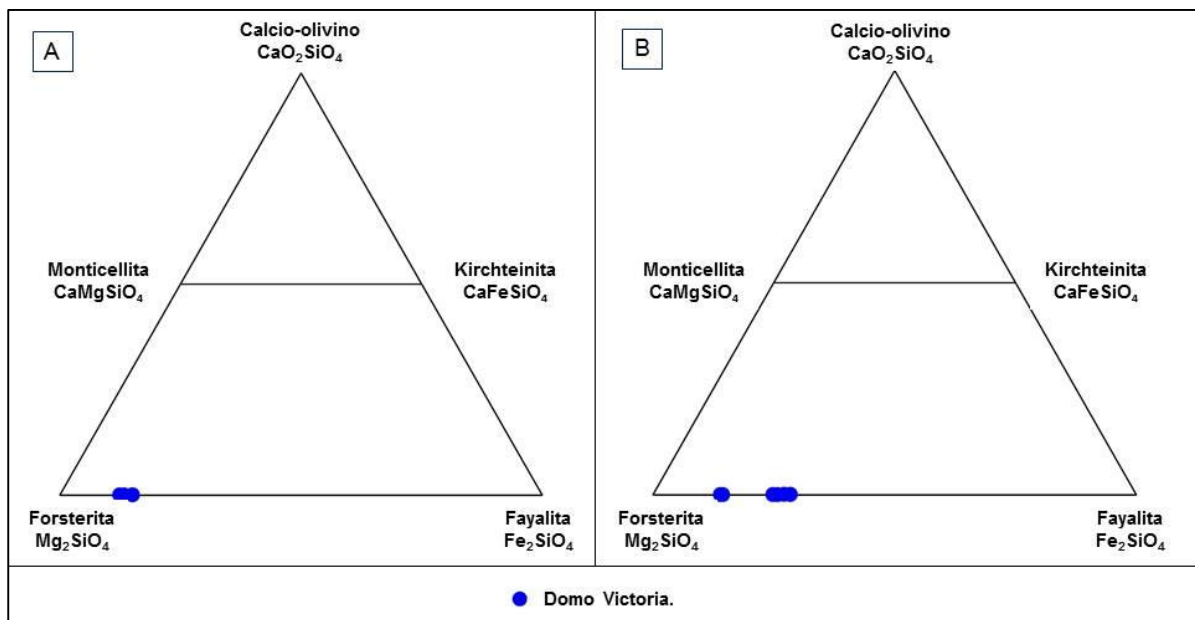 A
Calcio-olivino
CaO₂SiO₄
Monticellita
CaMgSiO₄
Kirchteinita
CaFeSiO₄
Forsterita
Mg₂SiO₄
Fayalita
Fe₂SiO₄
B
Calcio-olivino
CaO₂SiO₄
Monticellita
CaMgSiO₄
Kirchteinita
CaFeSiO₄
Forsterita
Mg₂SiO₄
Fayalita
Fe₂SiO₄
Domo Victoria.